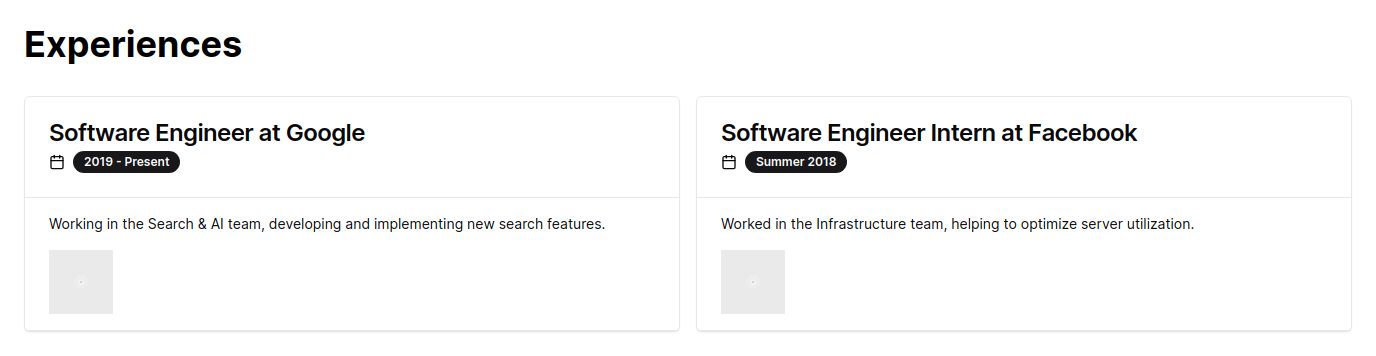 Experiences
Software Engineer at Google
2019 - Present
Working in the Search & AI team, developing and implementing new search features.
Software Engineer Intern at Facebook
Summer 2018
Worked in the Infrastructure team, helping to optimize server utilization.